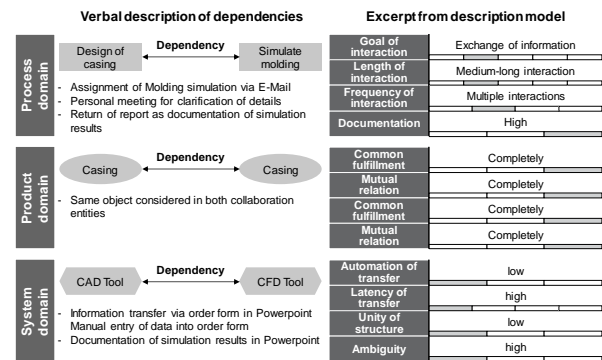 Verbal description of dependencies
Excerpt from description model
Process
domain
Design of
casing
Dependency
Simulate
molding
- Assignment of Molding simulation via E-Mail
- Personal meeting for clarification of details
- Return of report as documentation of simulation
results
Goal of
interaction
Exchange of information
Length of
interaction
Medium-long interaction
Frequency of
interaction
Multiple interactions
Documentation
High
Product
domain
Casing
Dependency
Casing
- Same object considered in both collaboration
entities
Common
fulfillment
Completely
Mutual
relation
Completely
Common
fulfillment
Completely
Mutual
relation
Completely
System
domain
CAD Tool
Dependency
CFD Tool
- Information transfer via order form in Powerpoint
Manual entry of data into order form
- Documentation of simulation results in Powerpoint
Automation of
transfer
low
Latency of
transfer
high
Unity of
structure
low
Ambiguity
high